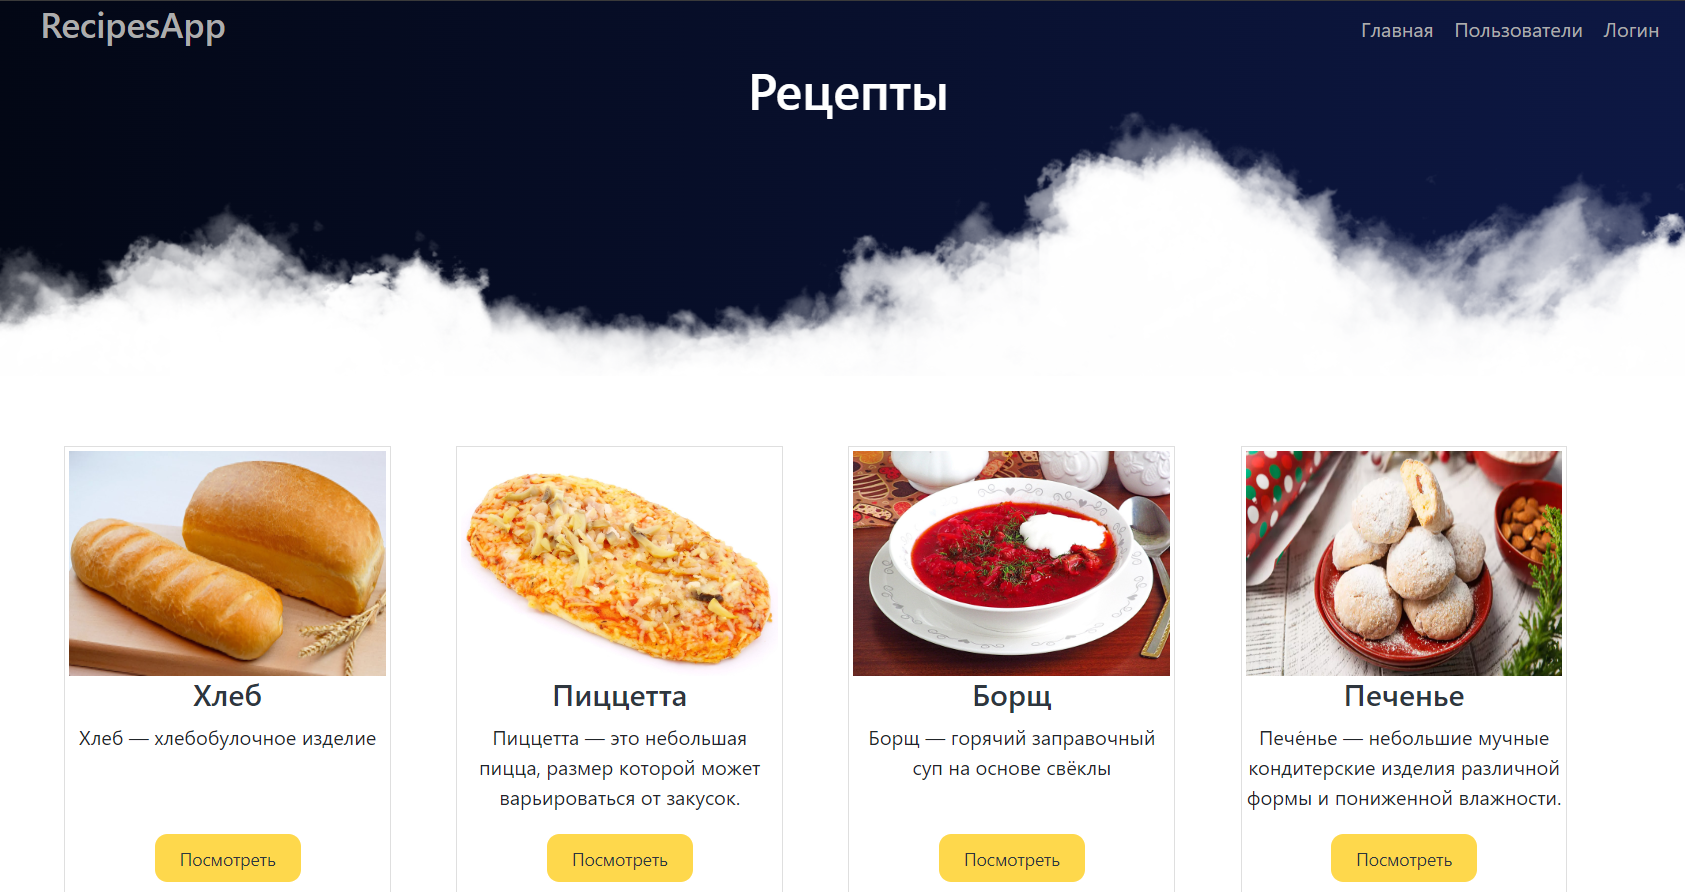 RecipesApp
Главная Пользователи Логин
Рецепты
Хлеб
Хлеб — хлебобулочное изделие
Посмотреть
Пиццетта
Пиццетта — это небольшая
пицца, размер которой может
варьироваться от закусок.
Посмотреть
Борщ
Борщ — горячий заправочный
суп на основе свёклы
Посмотреть
Печенье
Пече́нье — небольшие мучные
кондитерские изделия различной
формы и пониженной влажности.
Посмотреть